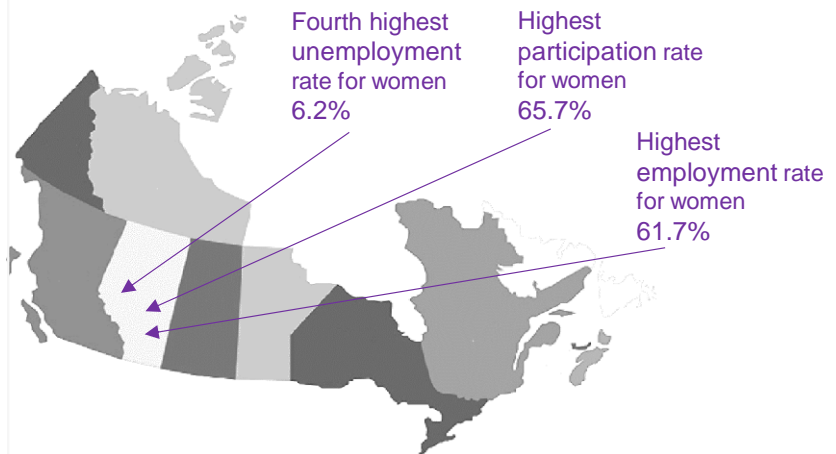 Fourth highest
unemployment
rate for women
6.2%
Highest
participation rate
for women
65.7%
Highest
employment rate
for women
61.7%